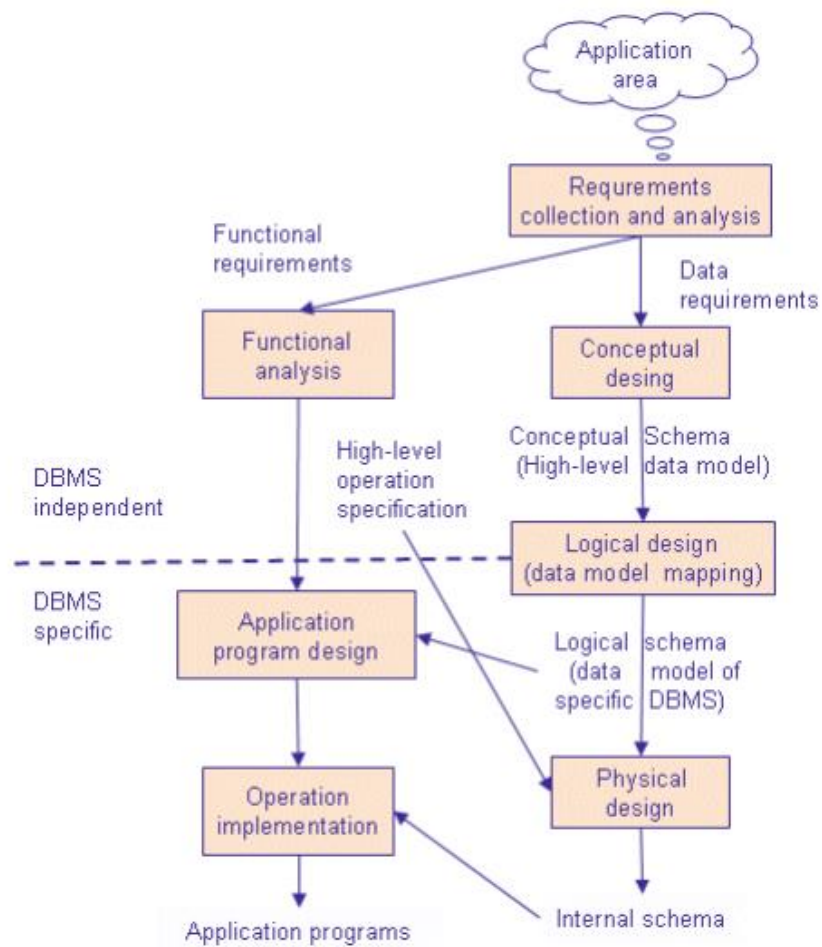 Application
area
Requrements
collection and analysis
Functional
requirements
Data
requirements
Functional
analysis
Conceptual
desing
High-level
operation
specification
Conceptual Schema
(High-level data model)
DBMS
independent
Logical design
(data model mapping)
DBMS
specific
Application
program design
Logical schema
(data model of
specific DBMS)
Operation
implementation
Physical
design
Application programs
Internal schema